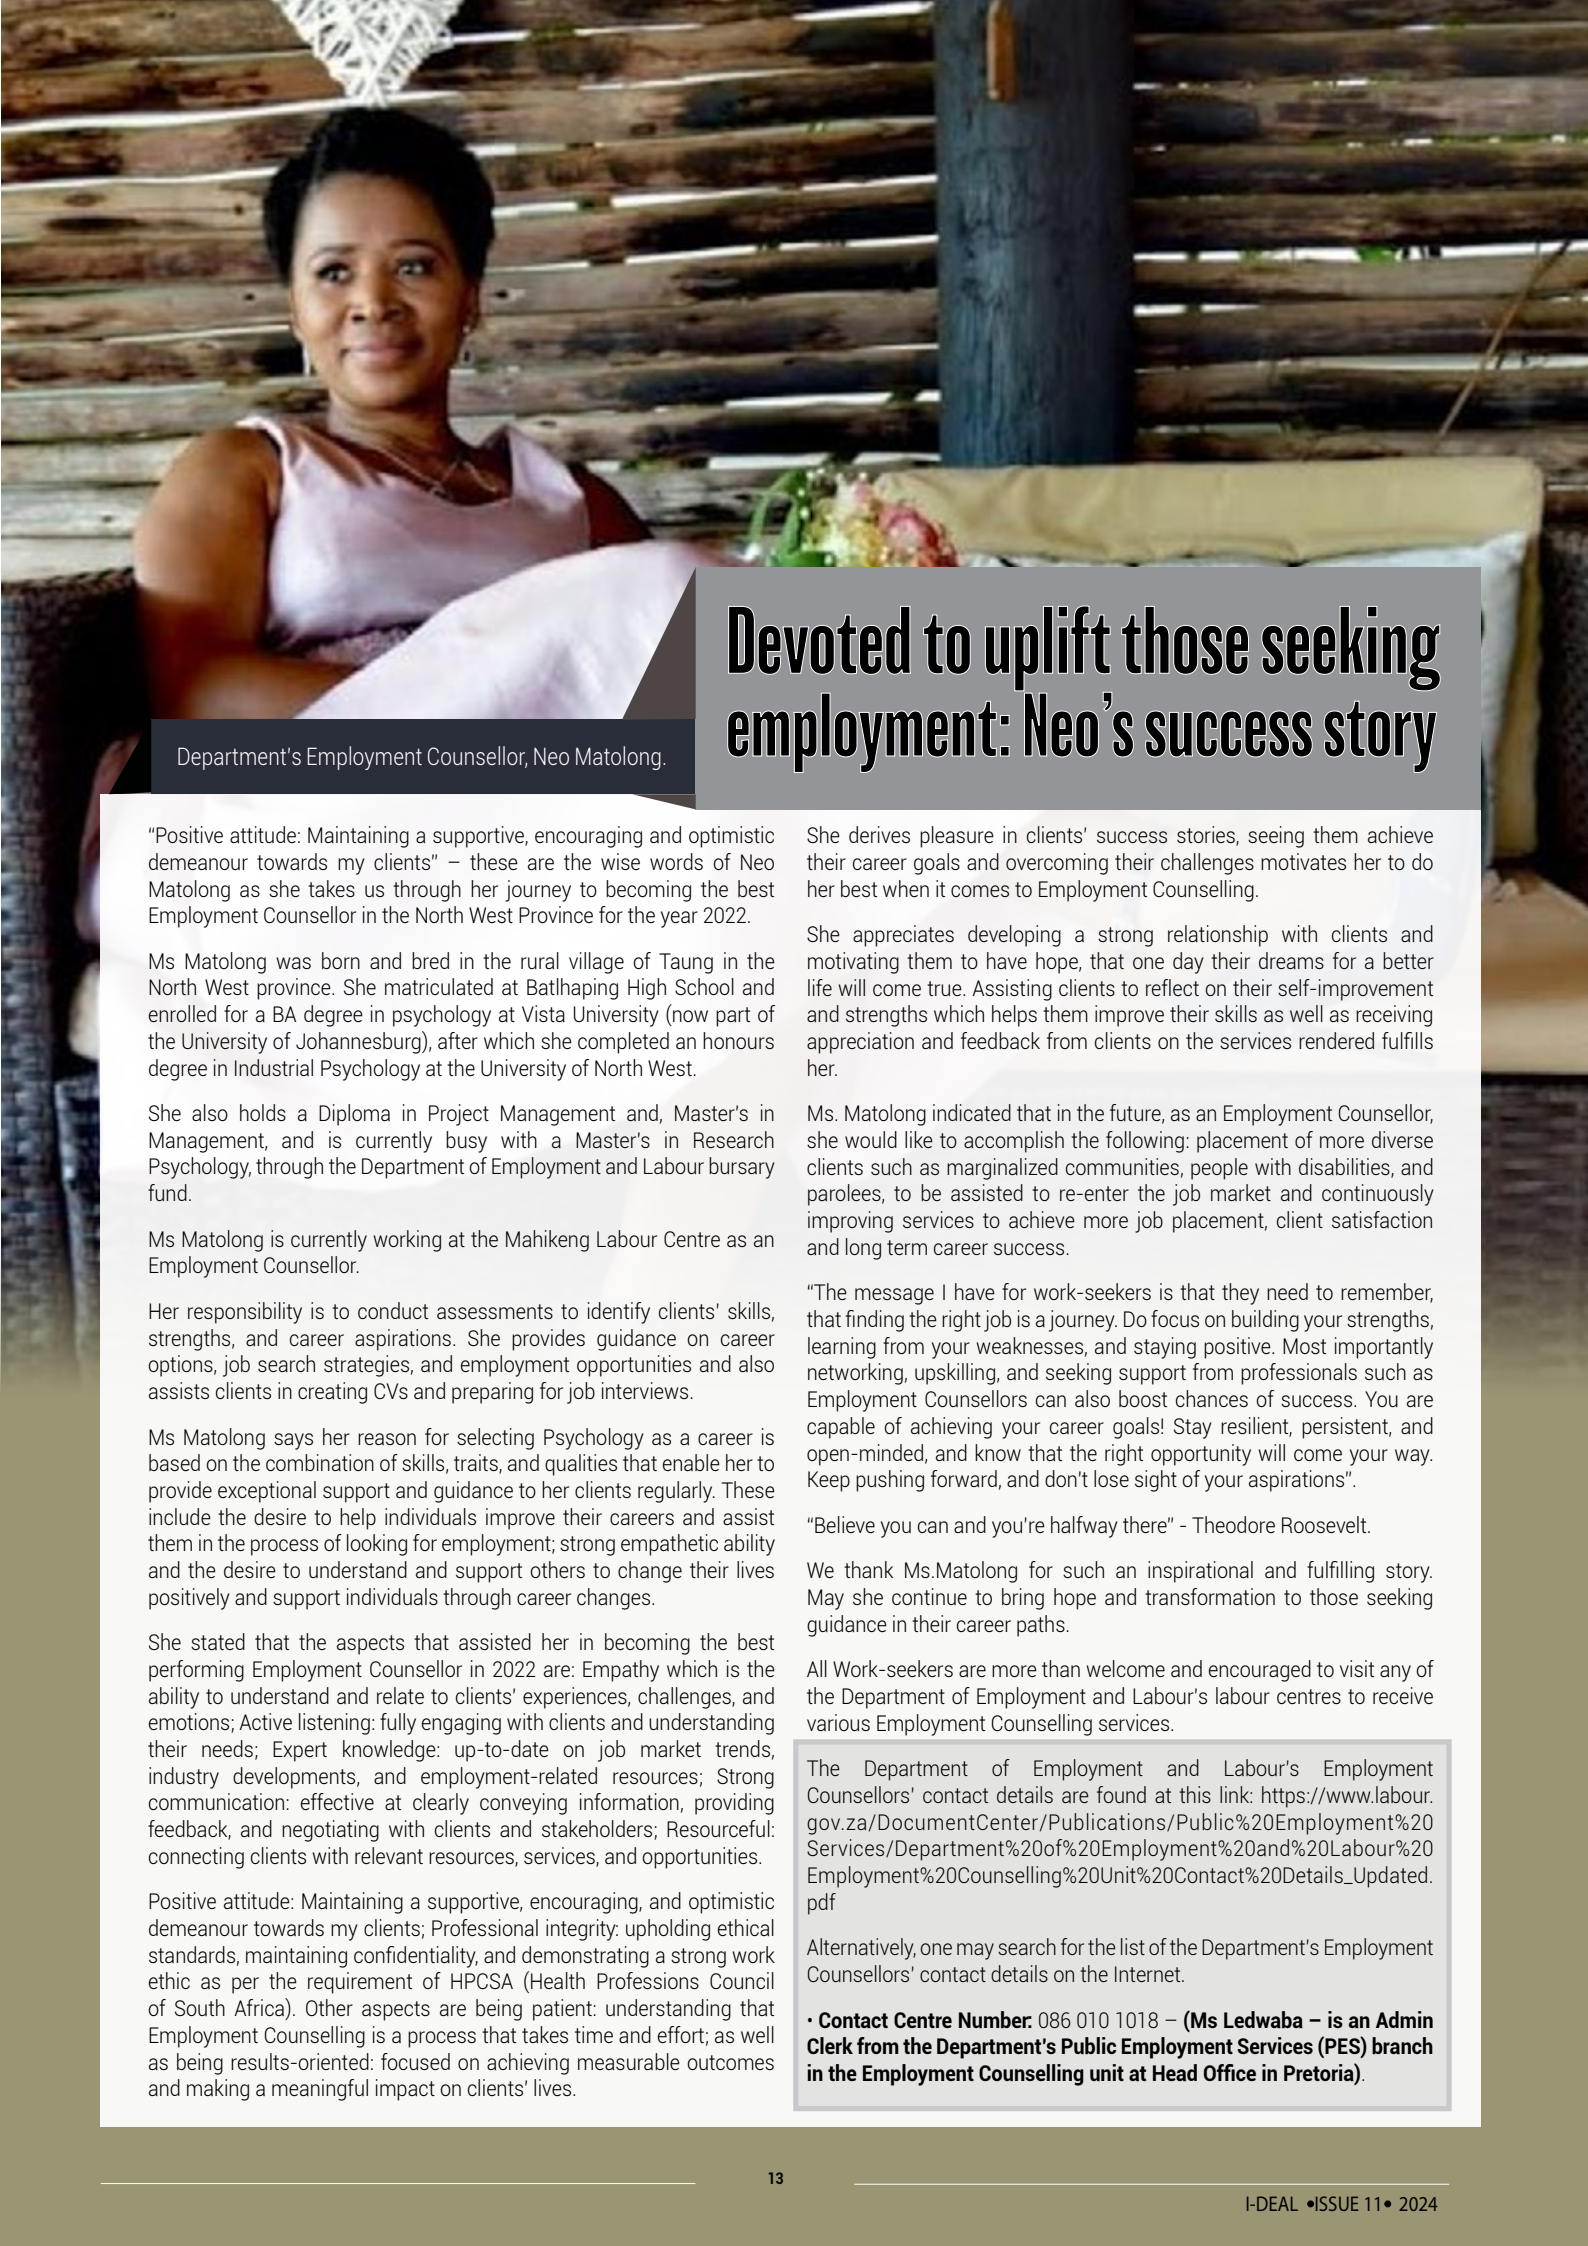 Devoted to uplift those seeking
employment: Neo's success story
Department's Employment Counsellor, Neo Matolong.
“Positive attitude: Maintaining a supportive, encouraging and optimistic
demeanour towards my clients” – these are the wise words of Neo
Matolong as she takes us through her journey to becoming the best
Employment Counsellor in the North West Province for the year 2022.
Ms Matolong was born and bred in the rural village of Taung in the
North West province. She matriculated at Batlhaping High School and
enrolled for a BA degree in psychology at Vista University (now part of
the University of Johannesburg), after which she completed an honours
degree in Industrial Psychology at the University of North West.
She also holds a Diploma in Project Management and, Master's in
Management, and is currently busy with a Master's in Research
Psychology, through the Department of Employment and Labour bursary
fund.
Ms Matolong is currently working at the Mahikeng Labour Centre as an
Employment Counsellor.
Her responsibility is to conduct assessments to identify clients' skills,
strengths, and career aspirations. She provides guidance on career
options, job search strategies, and employment opportunities and also
assists clients in creating CVs and preparing for job interviews.
Ms Matolong says her reason for selecting Psychology as a career is
based on the combination of skills, traits, and qualities that enable her to
provide exceptional support and guidance to her clients regularly. These
include the desire to help individuals improve their careers and assist
them in the process of looking for employment; strong empathetic ability
and the desire to understand and support others to change their lives
positively and support individuals through career changes.
She stated that the aspects that assisted her in becoming the best
performing Employment Counsellor in 2022 are: Empathy which is the
ability to understand and relate to clients' experiences, challenges, and
emotions; Active listening: fully engaging with clients and understanding
their needs; Expert knowledge: up-to-date on job market trends,
industry developments, and employment-related resources; Strong
communication: effective at clearly conveying information, providing
feedback, and negotiating with clients and stakeholders; Resourceful:
connecting clients with relevant resources, services, and opportunities.
Positive attitude: Maintaining a supportive, encouraging, and optimistic
demeanour towards my clients; Professional integrity: upholding ethical
standards, maintaining confidentiality, and demonstrating a strong work
ethic as per the requirement of HPCSA (Health Professions Council
of South Africa). Other aspects are being patient: understanding that
Employment Counselling is a process that takes time and effort; as well
as being results-oriented: focused on achieving measurable outcomes
and making a meaningful impact on clients' lives.
She derives pleasure in clients' success stories, seeing them achieve
their career goals and overcoming their challenges motivates her to do
her best when it comes to Employment Counselling.
She appreciates developing a strong relationship with clients and
motivating them to have hope, that one day their dreams for a better
life will come true. Assisting clients to reflect on their self-improvement
and strengths which helps them improve their skills as well as receiving
appreciation and feedback from clients on the services rendered fulfills
her.
Ms. Matolong indicated that in the future, as an Employment Counsellor,
she would like to accomplish the following: placement of more diverse
clients such as marginalized communities, people with disabilities, and
parolees, to be assisted to re-enter the job market and continuously
improving services to achieve more job placement, client satisfaction
and long term career success.
“The message I have for work-seekers is that they need to remember,
that finding the right job is a journey. Do focus on building your strengths,
learning from your weaknesses, and staying positive. Most importantly
networking, upskilling, and seeking support from professionals such as
Employment Counsellors can also boost chances of success. You are
capable of achieving your career goals! Stay resilient, persistent, and
open-minded, and know that the right opportunity will come your way.
Keep pushing forward, and don't lose sight of your aspirations”.
“Believe you can and you're halfway there” - Theodore Roosevelt.
We thank Ms.Matolong for such an inspirational and fulfilling story.
May she continue to bring hope and transformation to those seeking
guidance in their career paths.
All Work-seekers are more than welcome and encouraged to visit any of
the Department of Employment and Labour's labour centres to receive
various Employment Counselling services.
The Department of Employment and Labour's Employment
Counsellors' contact details are found at this link: https://www.labour.
gov.za/DocumentCenter/Publications/Public%20Employment%20
Services/Department%20of%20Employment%20and%20Labour%20
Employment%20Counselling%20Unit%20Contact%20Details_Updated.
pdf
Alternatively, one may search for the list of the Department's Employment
Counsellors' contact details on the Internet.
• Contact Centre Number: 086 010 1018 – (Ms Ledwaba – is an Admin
Clerk from the Department's Public Employment Services (PES) branch
in the Employment Counselling unit at Head Office in Pretoria).
13
I-DEAL •ISSUE 11• 2024